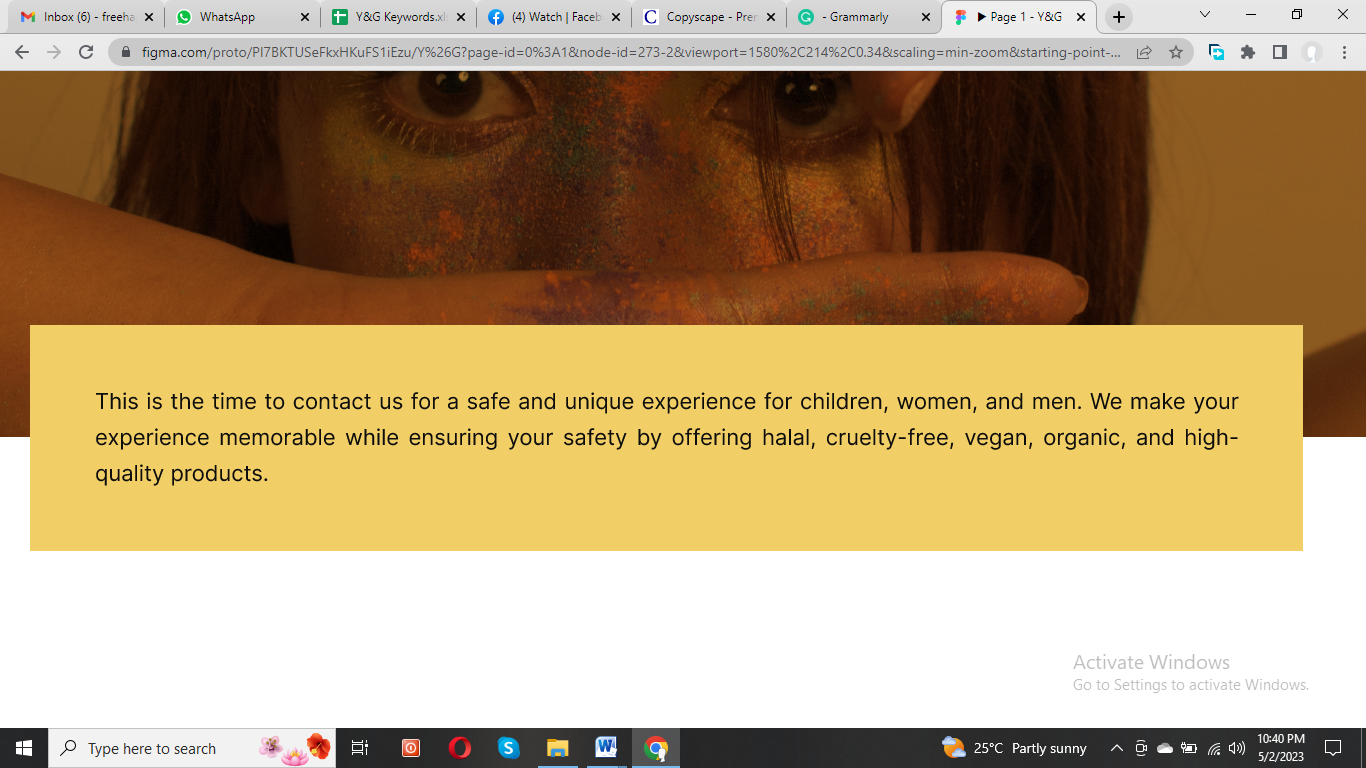 Inbox (6) - freeha
WhatsApp
Y&G Keywords.xl
(4) Watch | Faceb
Copyscape - Prer
- Grammarly
Page 1 - Y&G
figma.com/proto/PI7BKTUSeFkxHKuFS1iEzu/Y%26G?page-id=0%3A1&node-id=273-2&viewport=1580%2C214%2C0.34&scaling=min-zoom&starting-point-...
This is the time to contact us for a safe and unique experience for children, women, and men. We make your
experience memorable while ensuring your safety by offering halal, cruelty-free, vegan, organic, and high-
quality products.
Activate Windows
Go to Settings to activate Windows.
Type here to search
25°C Partly sunny
10:40 PM
5/2/2023